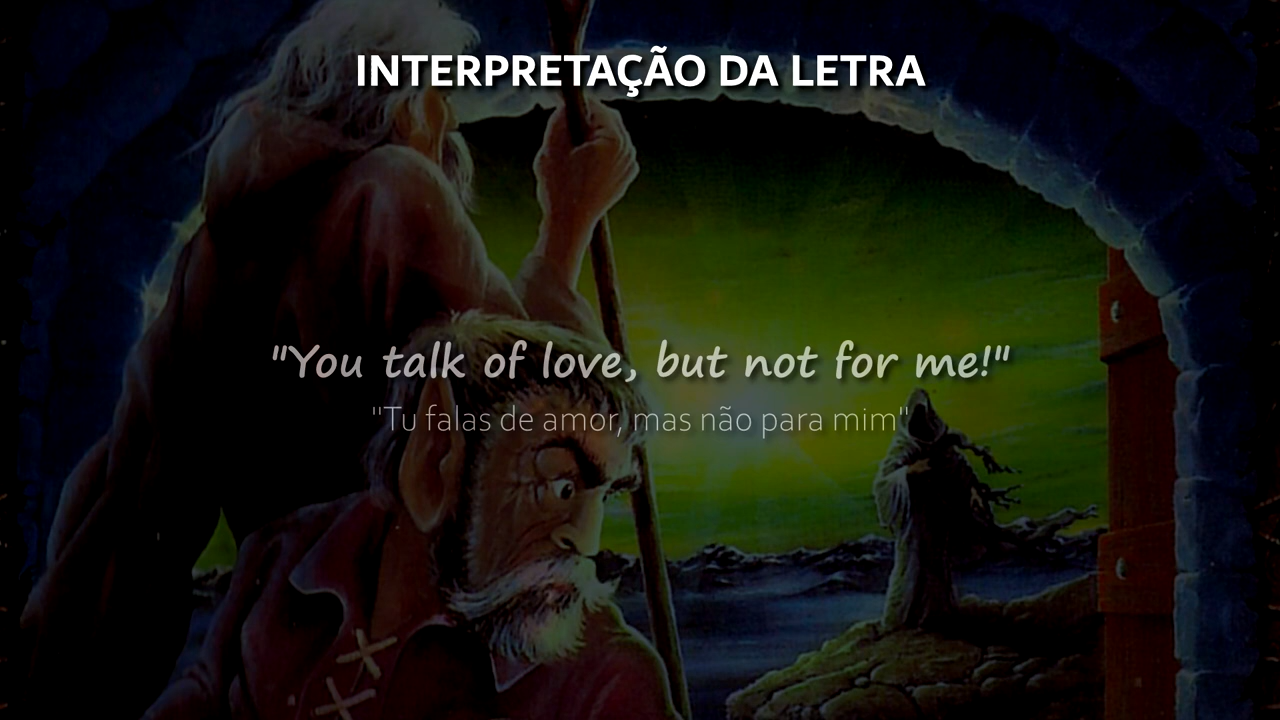 INTERPRETAÇÃO DA LETRA
"You talk of love, but not for me!"
"Tu falas de amor, mas não para mim"